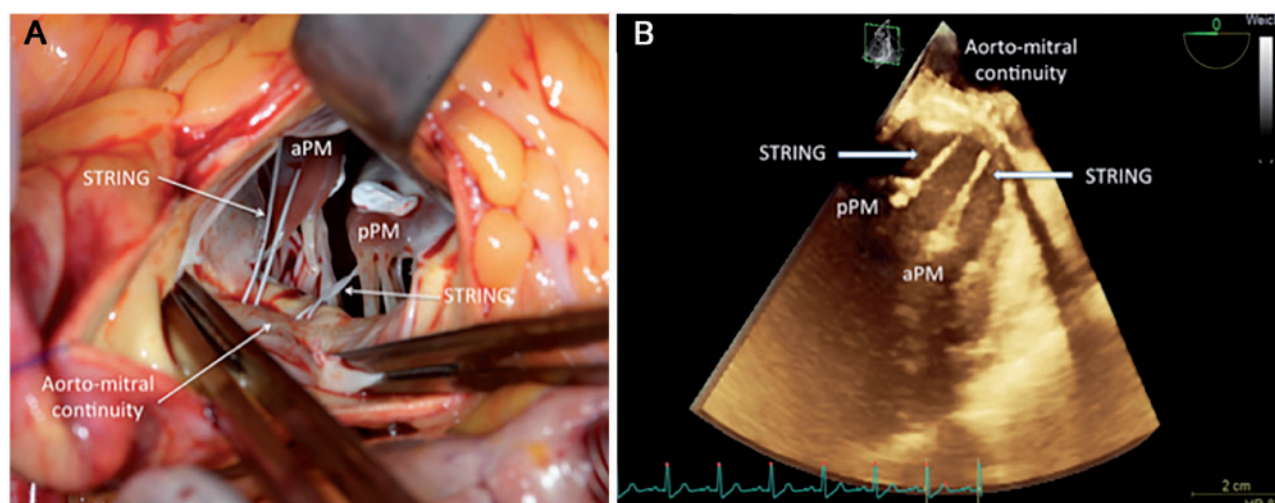 A
aPM
STRING
pPM
STRING
Aorto-mitral
continuity
B
0
Aorto-mitral
continuity
STRING
STRING
pPM
aPM
2 cm